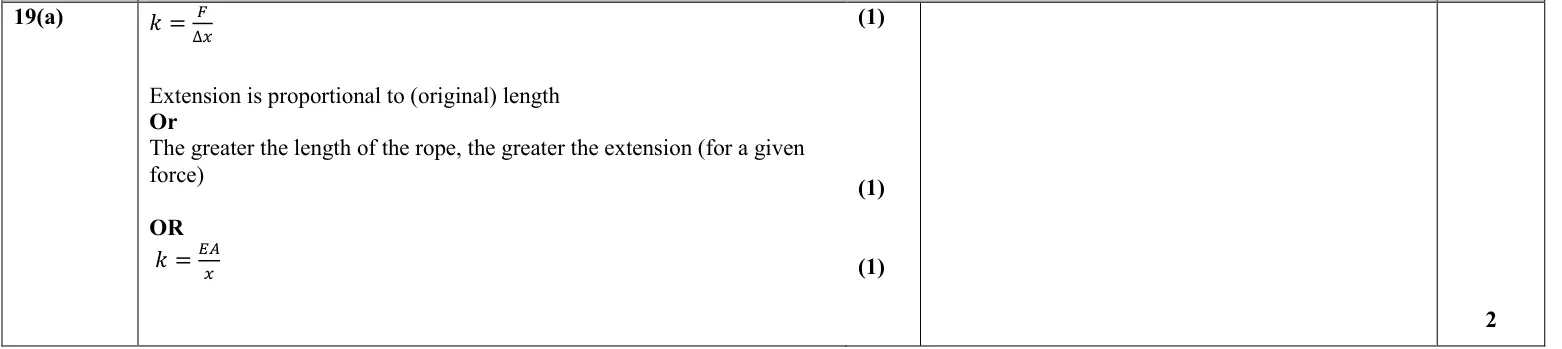 19(a) k = F/Δx (1)
Extension is proportional to (original) length
Or
The greater the length of the rope, the greater the extension (for a given
force)
(1)
OR
k = EA/x (1)
2